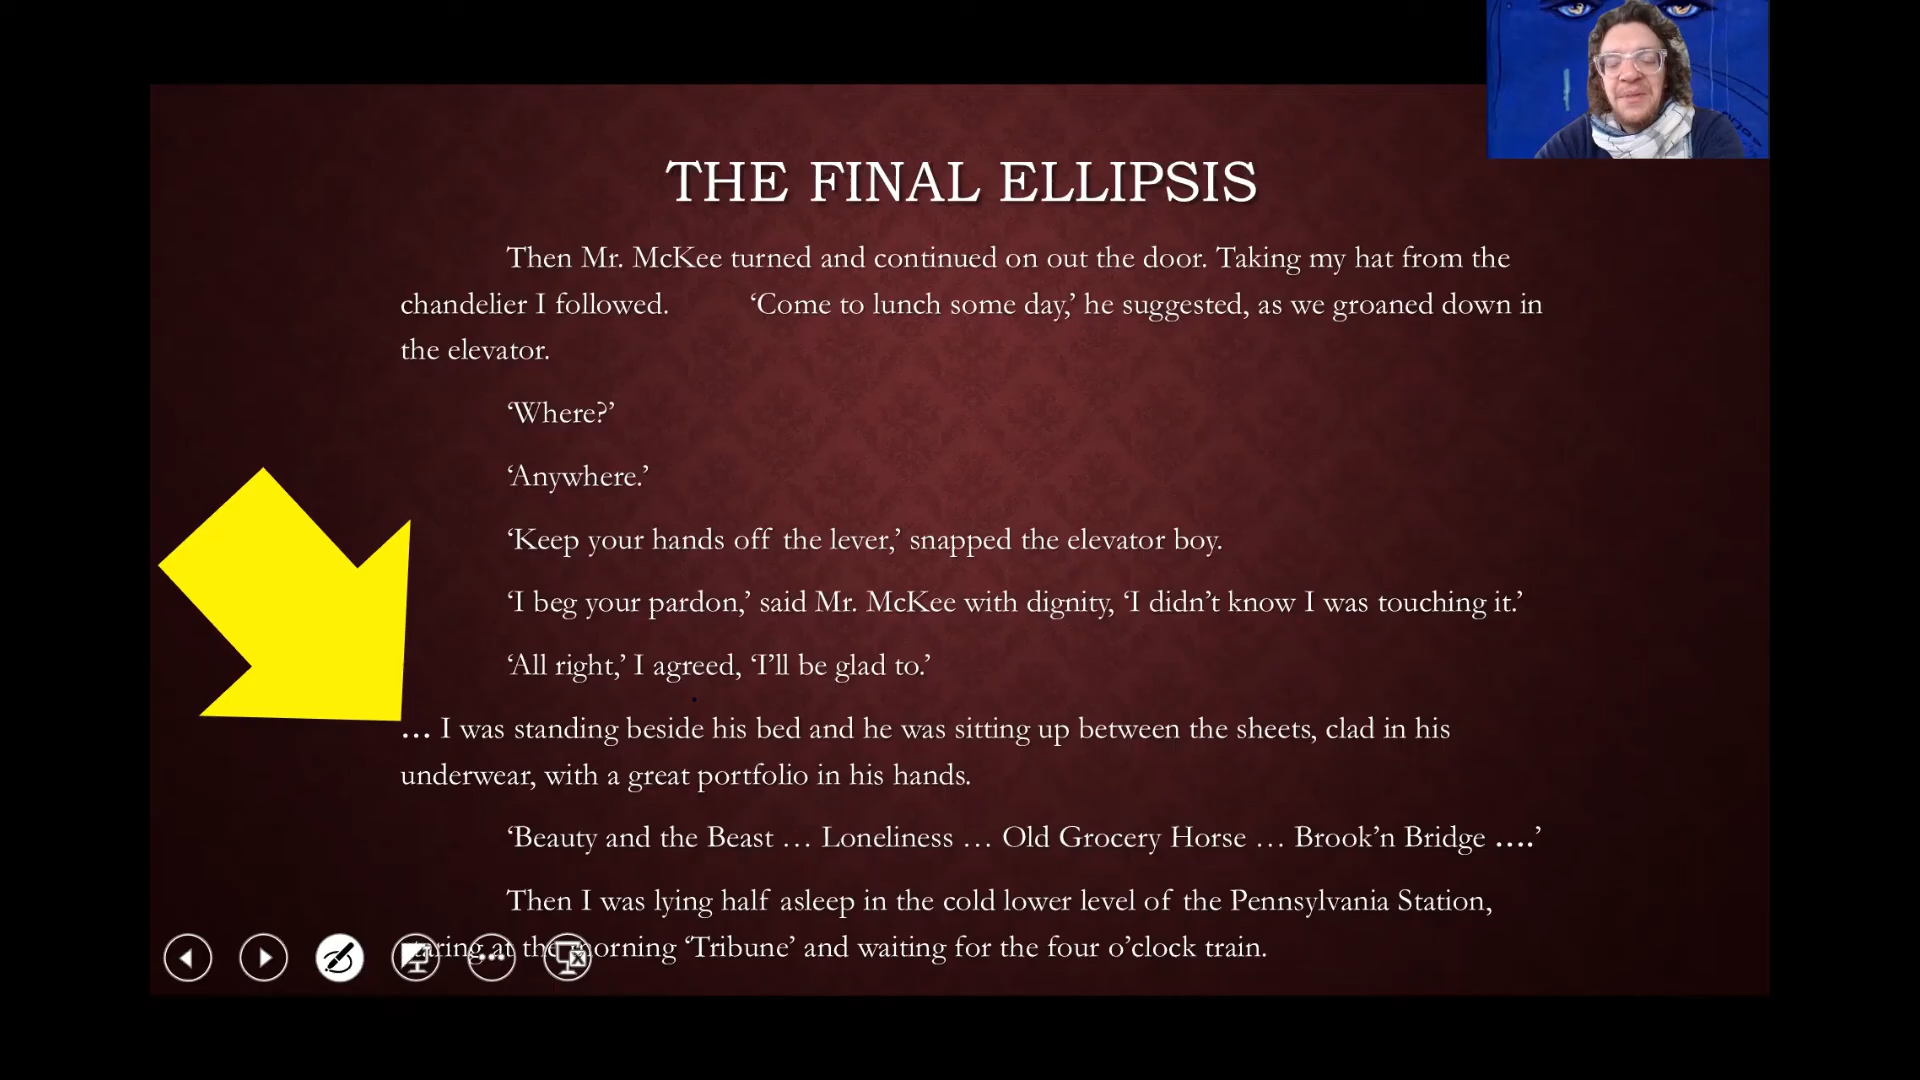 THE FINAL ELLIPSIS
Then Mr. McKee turned and continued on out the door. Taking my hat from the
chandelier I followed. ‘Come to lunch some day,’ he suggested, as we groaned down in
the elevator.
‘Where?’
‘Anywhere.’
‘Keep your hands off the lever,’ snapped the elevator boy.
‘I beg your pardon,’ said Mr. McKee with dignity, ‘I didn’t know I was touching it.’
‘All right,’ I agreed, ‘I’ll be glad to.’
… I was standing beside his bed and he was sitting up between the sheets, clad in his
underwear, with a great portfolio in his hands.
‘Beauty and the Beast … Loneliness … Old Grocery Horse … Brook’n Bridge ….’
Then I was lying half asleep in the cold lower level of the Pennsylvania Station,
at the morning ‘Tribune’ and waiting for the four o’clock train.